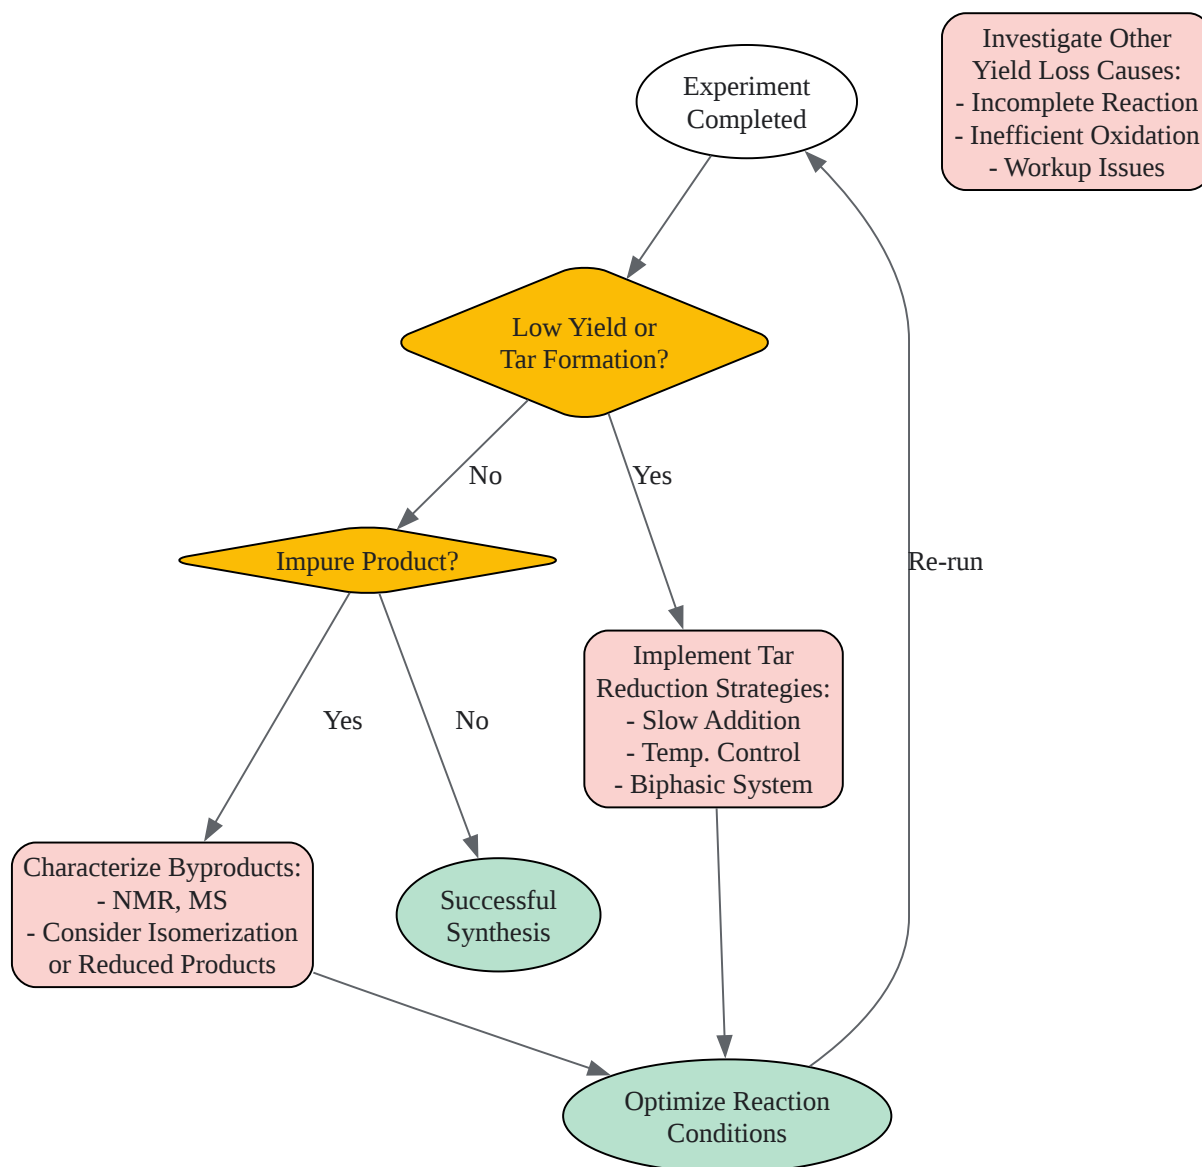 Investigate Other
Yield Loss Causes:
- Incomplete Reaction
- Inefficient Oxidation
- Workup Issues
Experiment
Completed
Low Yield or
Tar Formation?
No
Yes
Impure Product?
Re-run
Implement Tar
Reduction Strategies:
- Slow Addition
- Temp. Control
- Biphasic System
Yes
No
Characterize Byproducts:
- NMR, MS
- Consider Isomerization
or Reduced Products
Successful
Synthesis
Optimize Reaction
Conditions